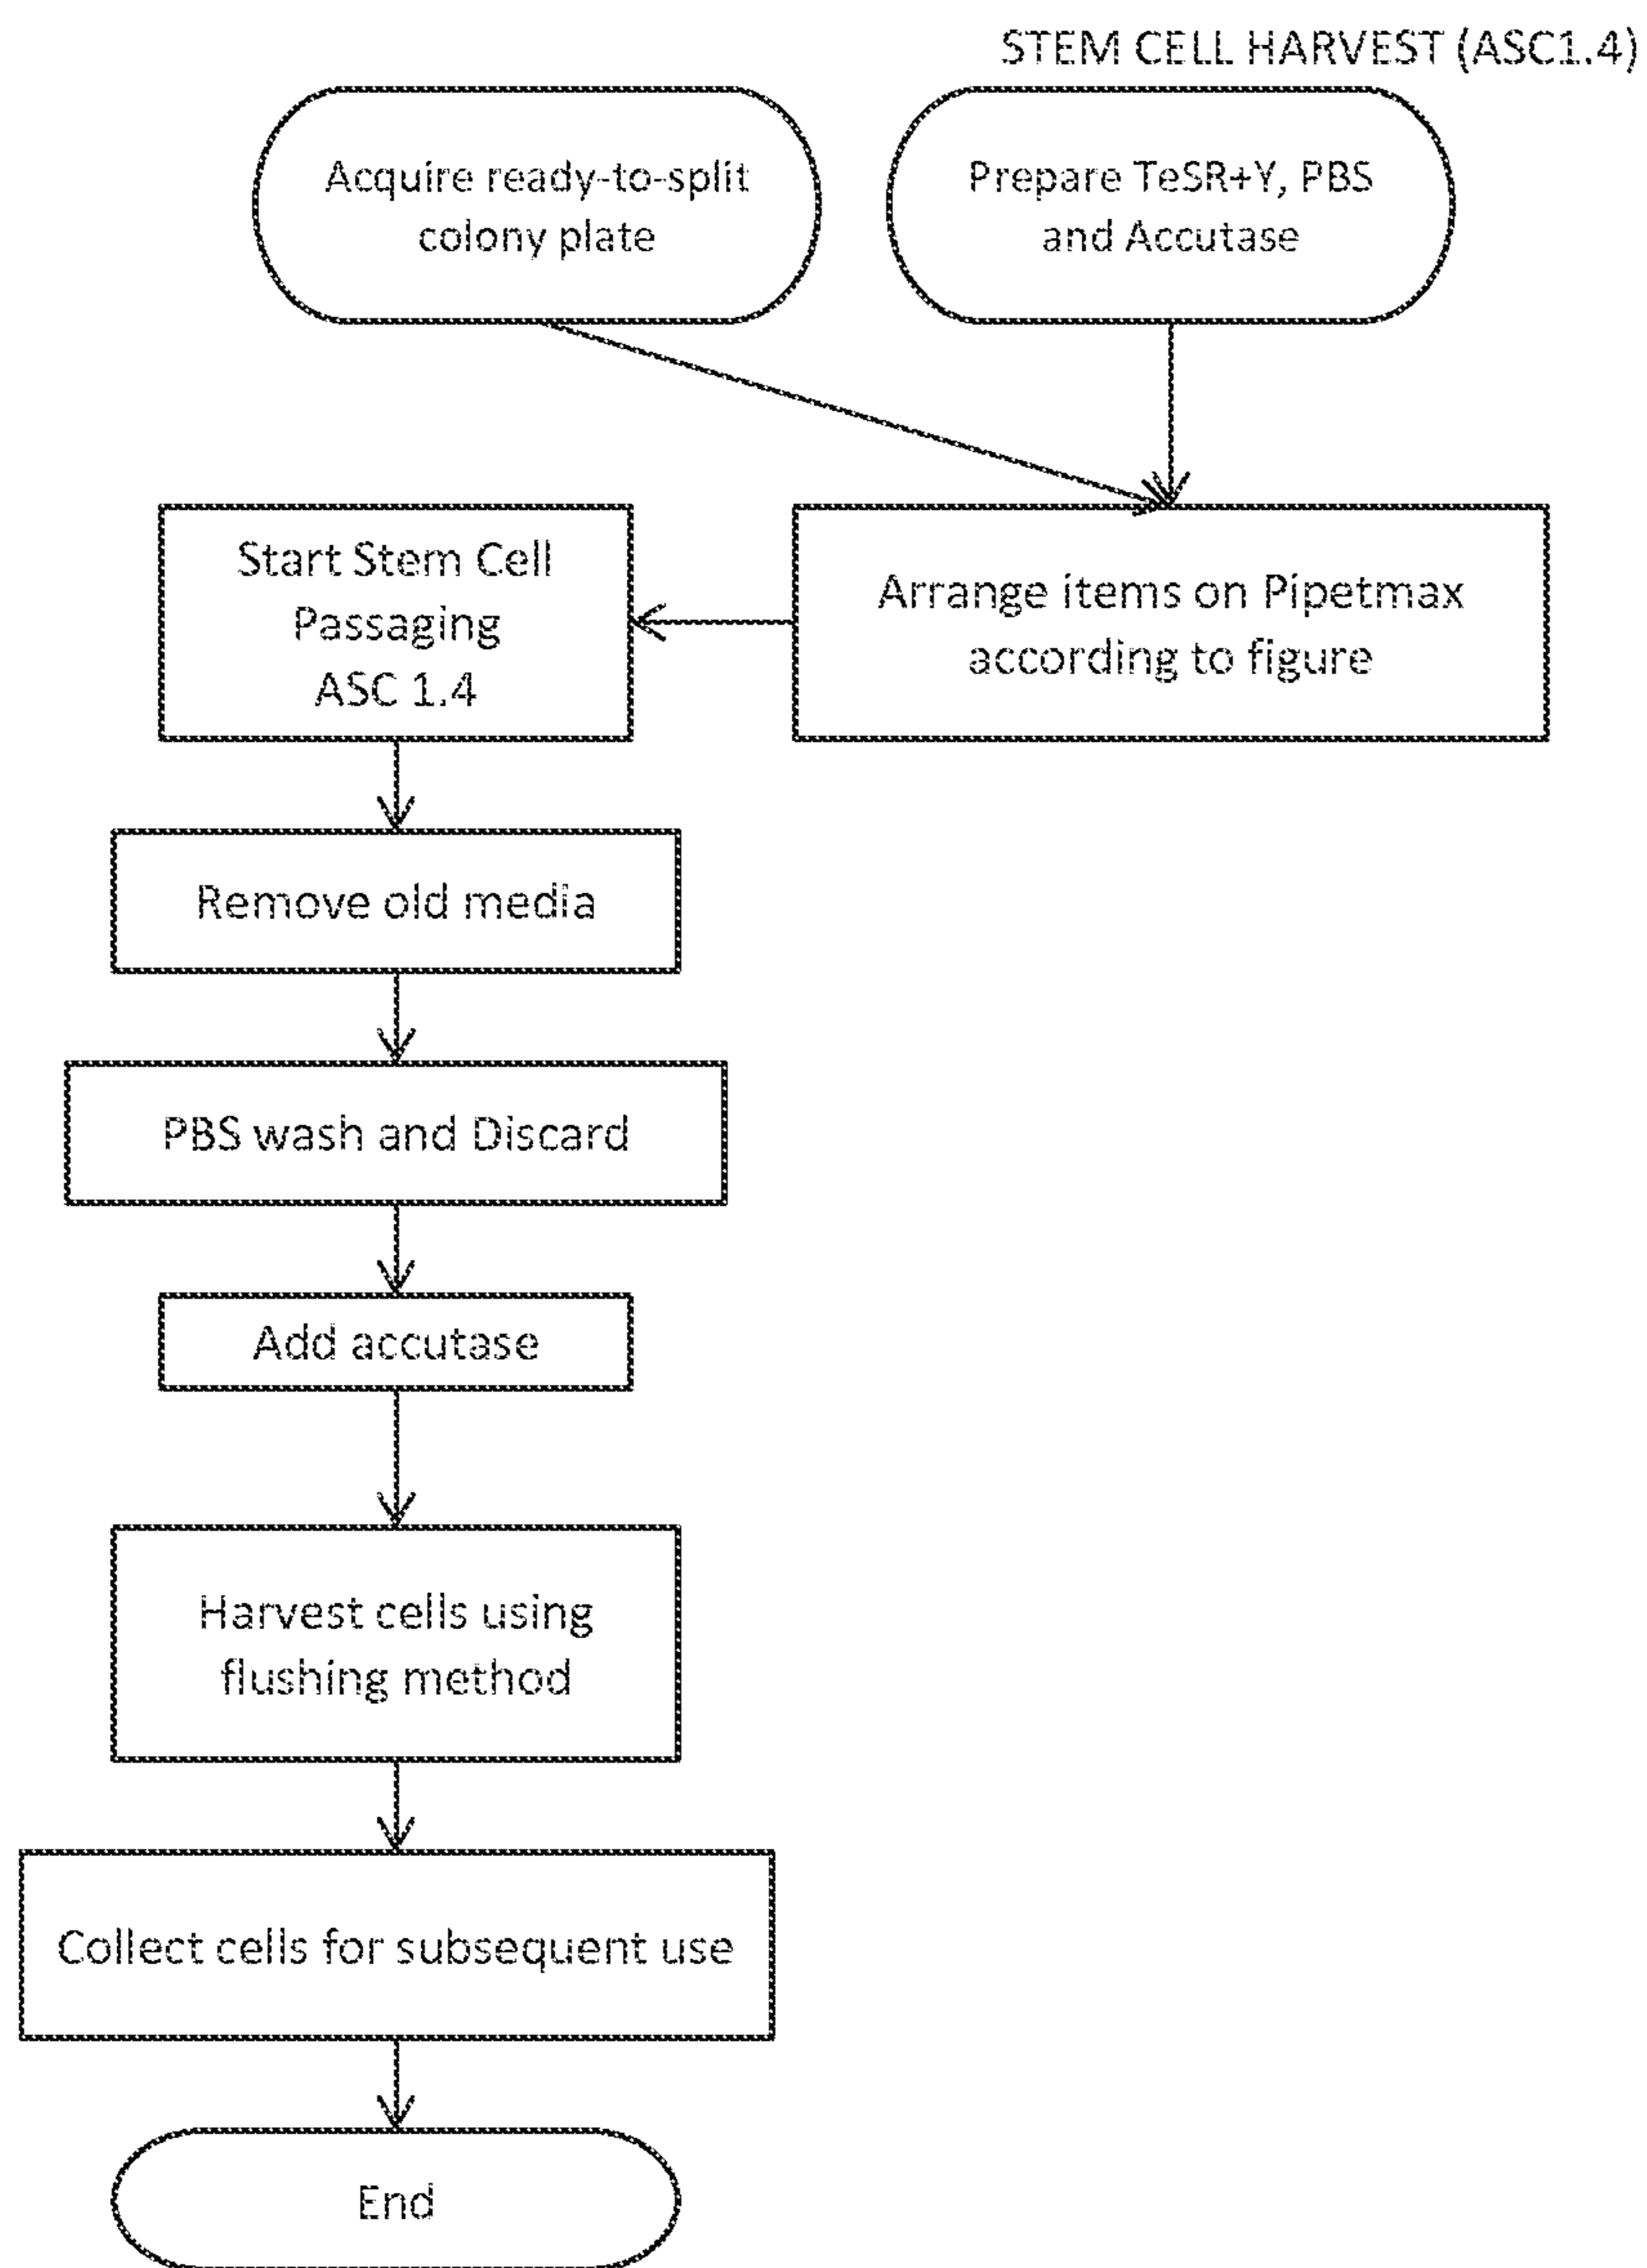 STEM CELL HARVEST (ASC1.4)
Acquire ready-to-split
colony plate
Prepare TeSR+Y, PBS
and Accutase
Arrange items on Pipetmax
according to figure
Start Stem Cell
Passaging
ASC 1.4
Remove old media
PBS wash and Discard
Add accutase
Harvest cells using
flushing method
Collect cells for subsequent use
End